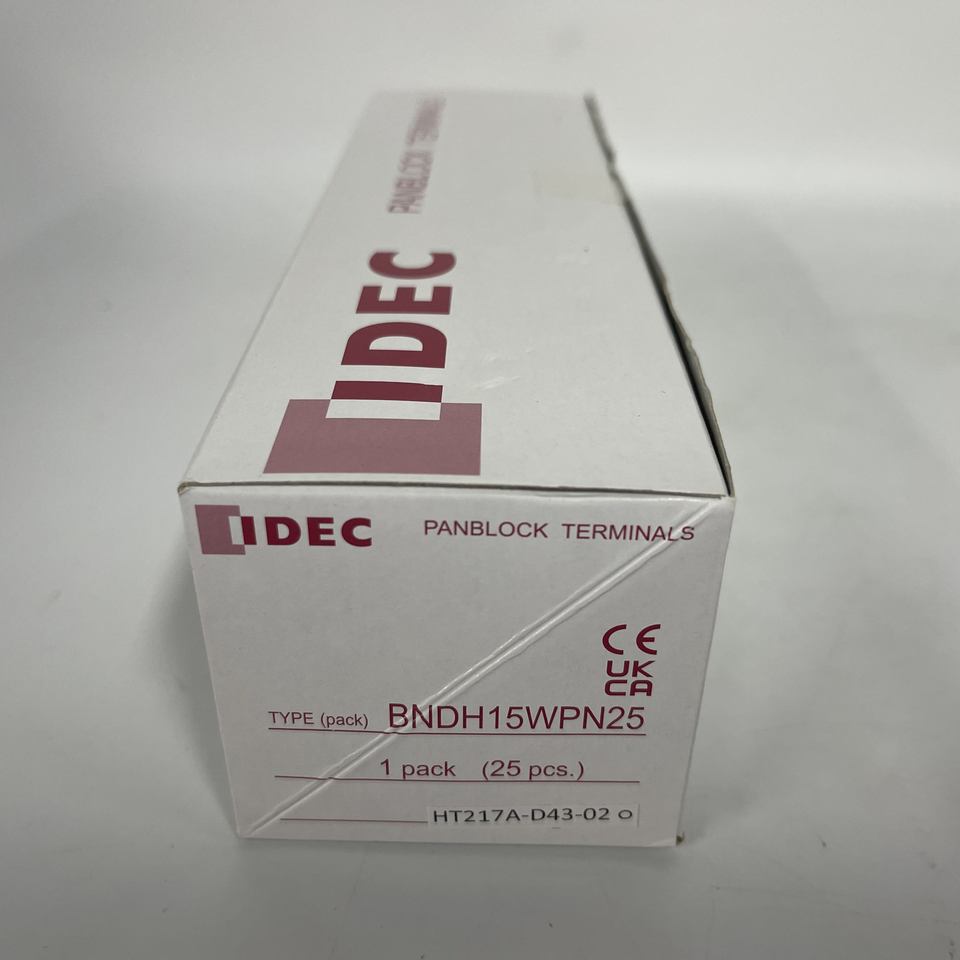 PANBLOCK TERMINALS
IDEC
IDEC PANBLOCK TERMINALS
CE
UK
CA
TYPE (pack) BNDH15WPN25
1 pack (25 pcs.)
HT217A-D43-02 O